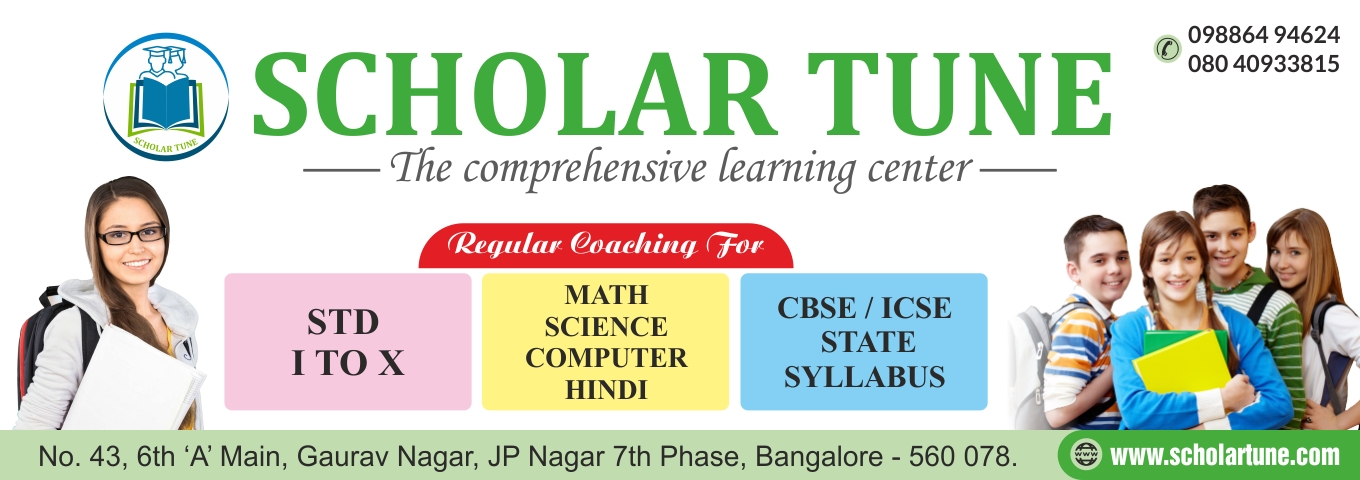 SCHOLAR TUNE
SCHOLAR TUNE
The comprehensive learning center
098864 94624
080 40933815
Regular Coaching For
STD
I TO X
MATH
SCIENCE
COMPUTER
HINDI
CBSE / ICSE
STATE
SYLLABUS
No. 43, 6th ‘A’ Main, Gaurav Nagar, JP Nagar 7th Phase, Bangalore - 560 078.
www
www.scholartune.com